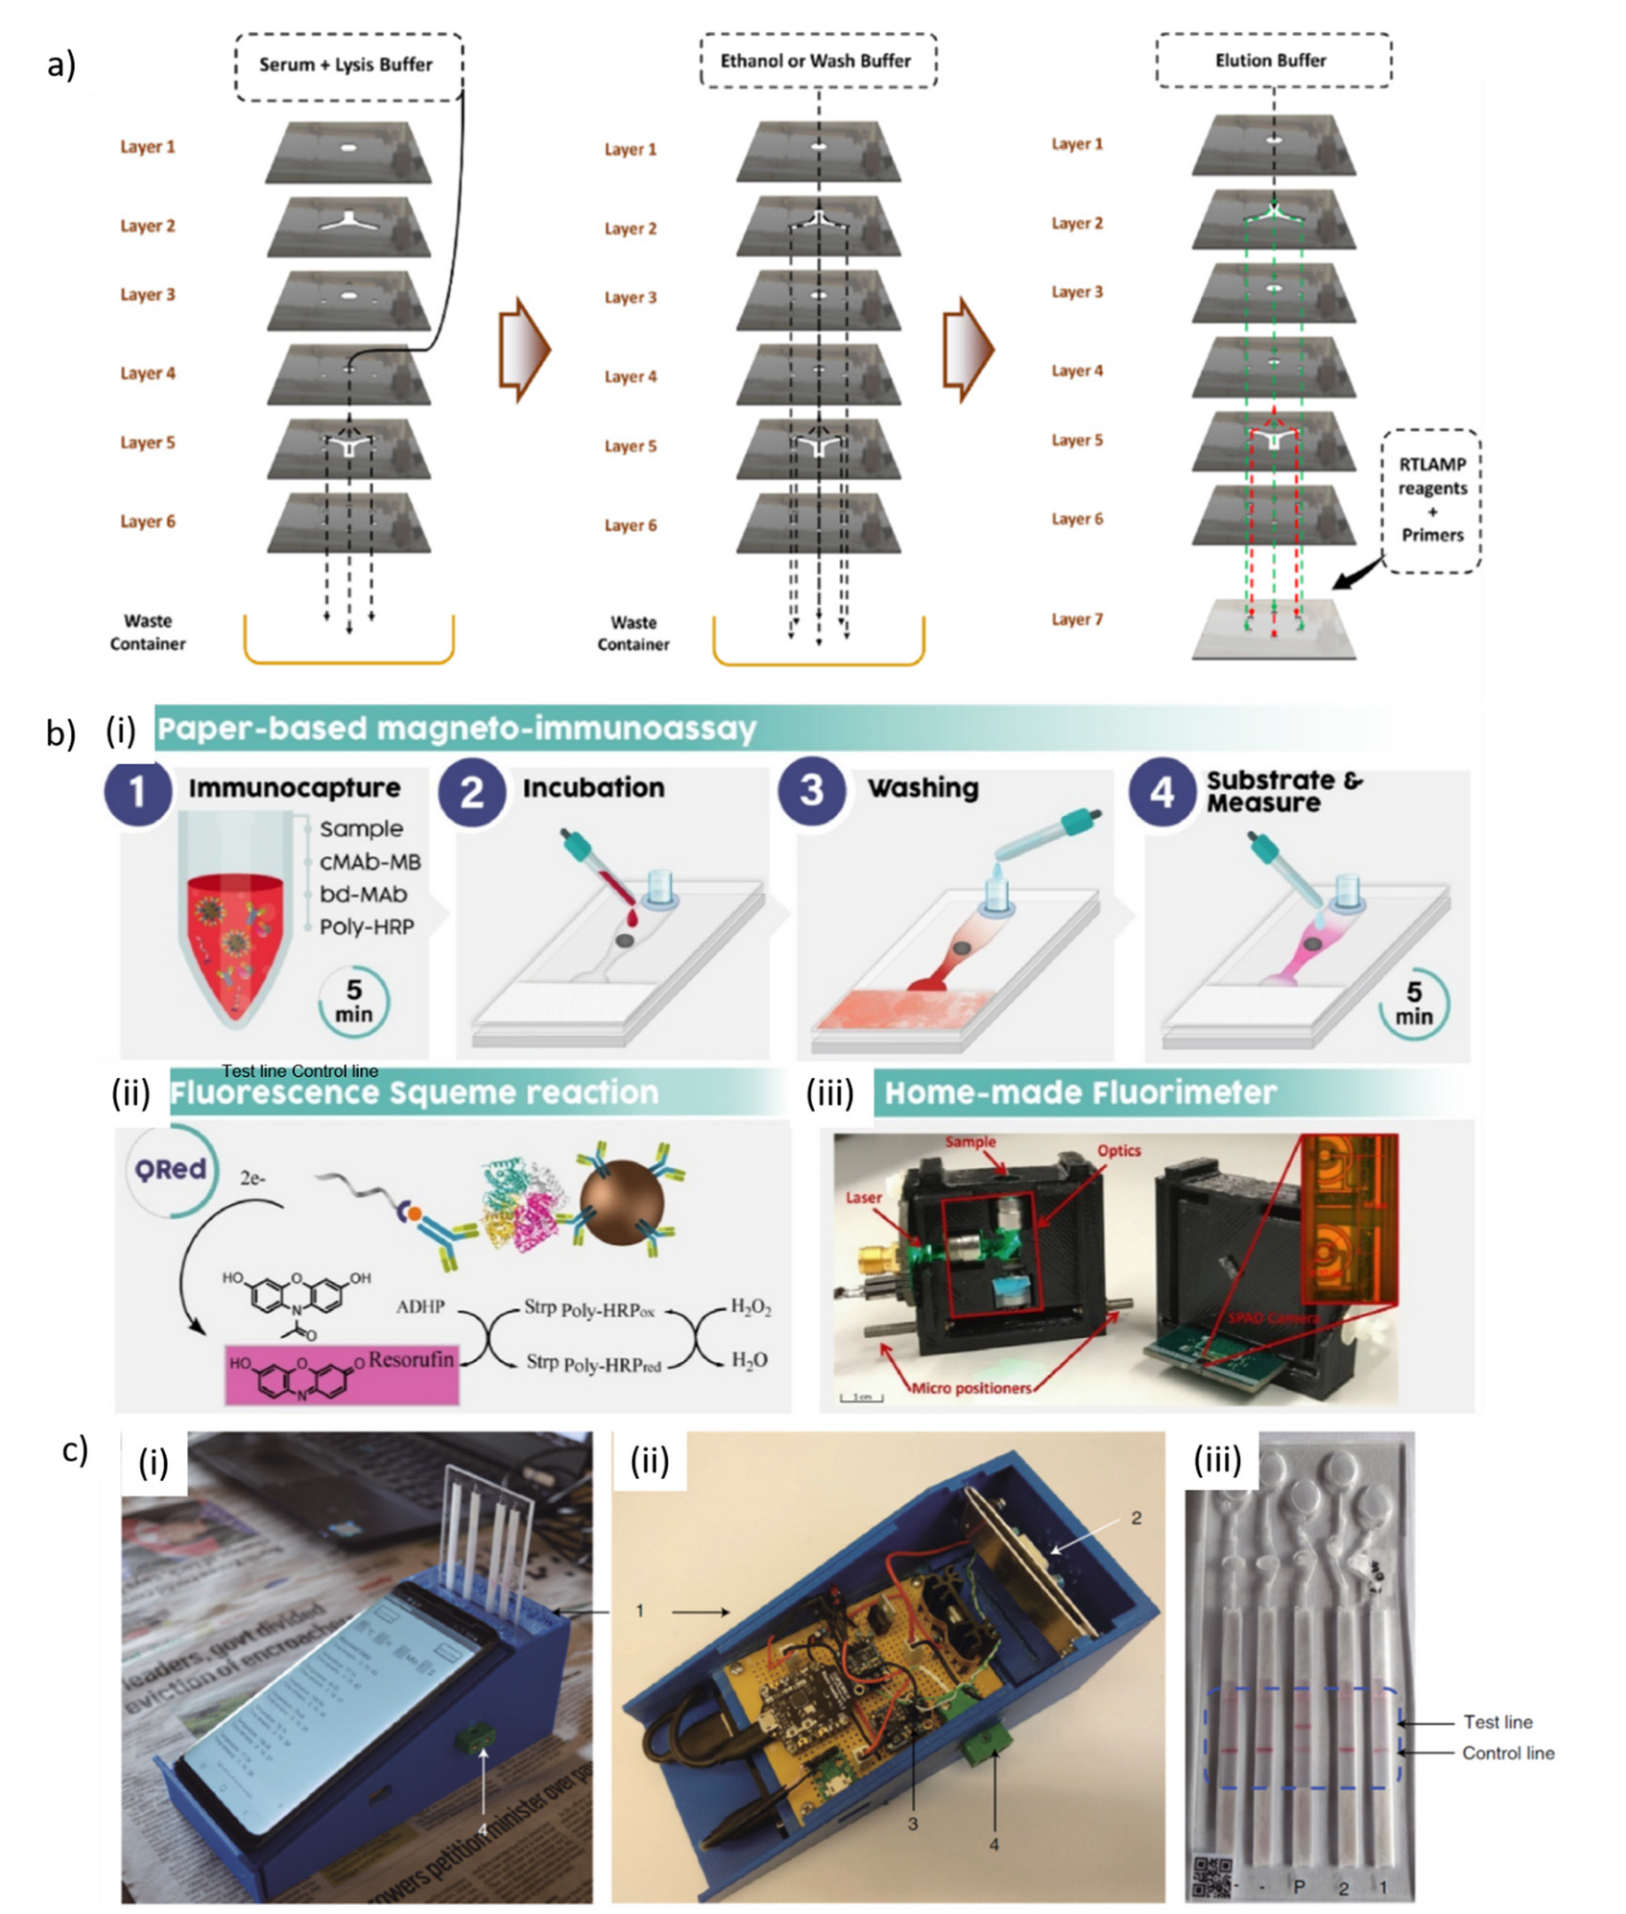 a)
Serum + Lysis Buffer
Layer 1
Layer 2
Layer 3
Layer 4
Layer 5
Layer 6
Waste
Container
Ethanol or Wash Buffer
Layer 1
Layer 2
Layer 3
Layer 4
Layer 5
Layer 6
Waste
Container
Elution Buffer
Layer 1
Layer 2
Layer 3
Layer 4
Layer 5
Layer 6
Layer 7
RTLAMP
reagents
+
Primers
b)
(i)
Paper-based magneto-immunoassay
1
Immunocapture
Sample
cMAb-MB
bd-MAb
Poly-HRP
5
min
2
Incubation
3
Washing
4
Substrate &
Measure
5
min
Test line Control line
(ii)
Fluorescence Squeme reaction
QRed
2e-
HO
O
OH
N
O
ADHP
Strp Poly-HRPox
H2O2
HO
O
O
N
Resorufin
Strp Poly-HRPred
H2O
(iii)
Home-made Fluorimeter
Sample
Optics
Laser
SPAD Camera
Micro positioners
1 cm
c)
(i)
leaders, govt divided
eviction of encroache
owers petition minister over pa
4
1
(ii)
2
3
4
(iii)
Test line
Control line
- - P 2 1